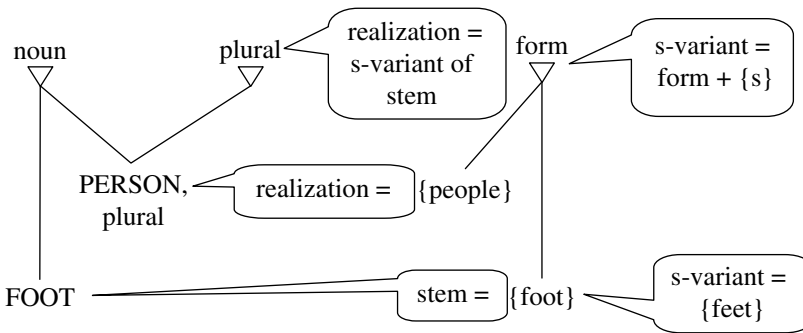 noun
plural
realization =
s-variant of
stem
form
s-variant =
form + {s}
PERSON,
plural
realization =
{people}
FOOT
stem =
{foot}
s-variant =
{feet}